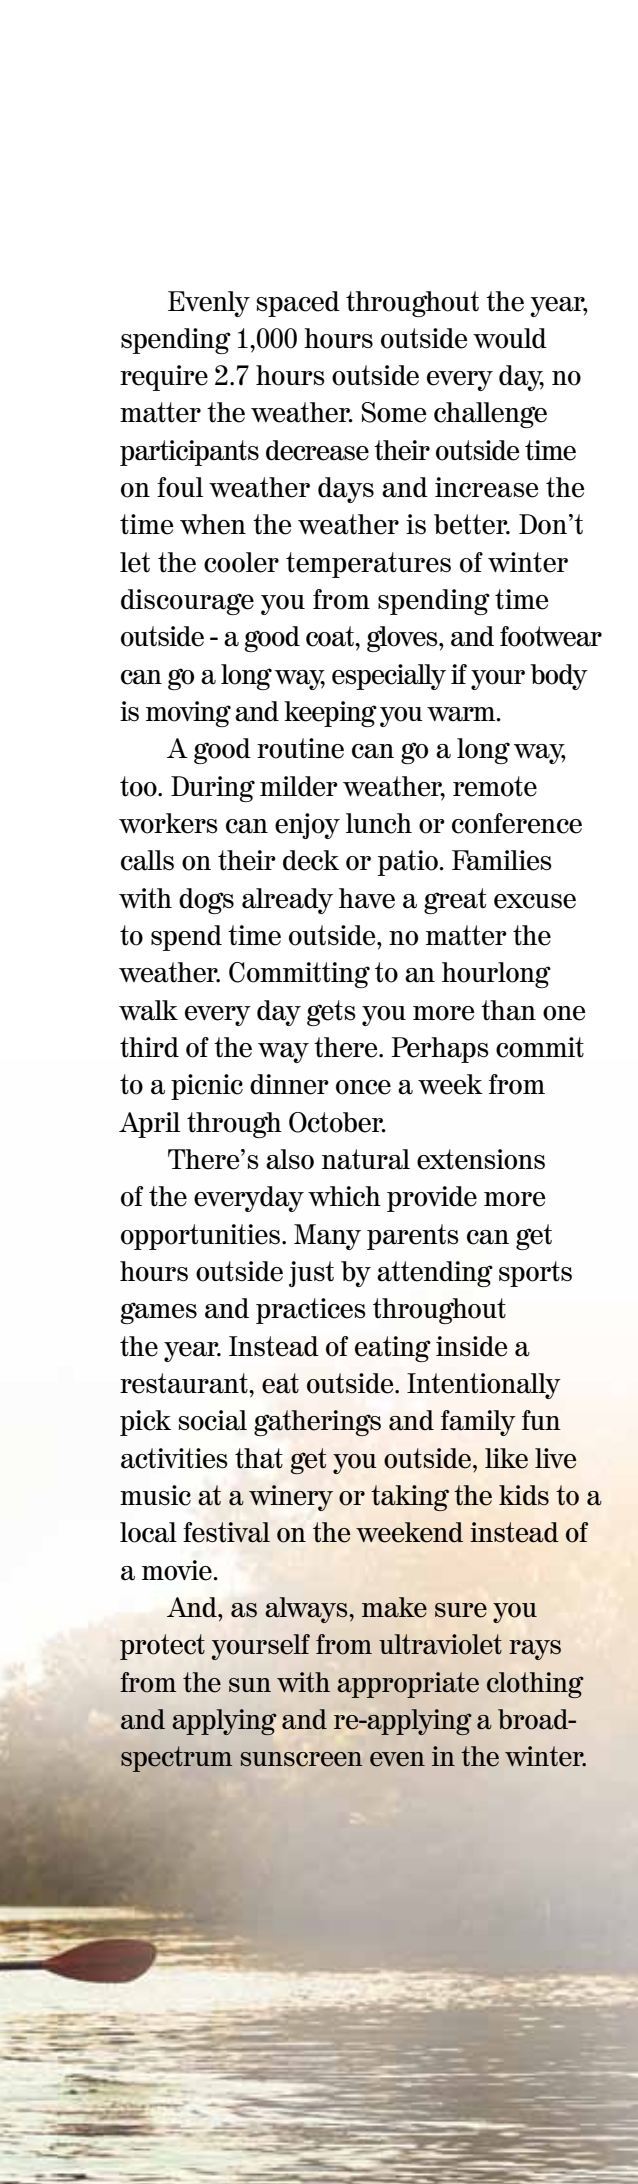 Evenly spaced throughout the year,
spending 1,000 hours outside would
require 2.7 hours outside every day, no
matter the weather. Some challenge
participants decrease their outside time
on foul weather days and increase the
time when the weather is better. Don’t
let the cooler temperatures of winter
discourage you from spending time
outside - a good coat, gloves, and footwear
can go a long way, especially if your body
is moving and keeping you warm.
A good routine can go a long way,
too. During milder weather, remote
workers can enjoy lunch or conference
calls on their deck or patio. Families
with dogs already have a great excuse
to spend time outside, no matter the
weather. Committing to an hourlong
walk every day gets you more than one
third of the way there. Perhaps commit
to a picnic dinner once a week from
April through October.
There’s also natural extensions
of the everyday which provide more
opportunities. Many parents can get
hours outside just by attending sports
games and practices throughout
the year. Instead of eating inside a
restaurant, eat outside. Intentionally
pick social gatherings and family fun
activities that get you outside, like live
music at a winery or taking the kids to a
local festival on the weekend instead of
a movie.
And, as always, make sure you
protect yourself from ultraviolet rays
from the sun with appropriate clothing
and applying and re-applying a broad-
spectrum sunscreen even in the winter.